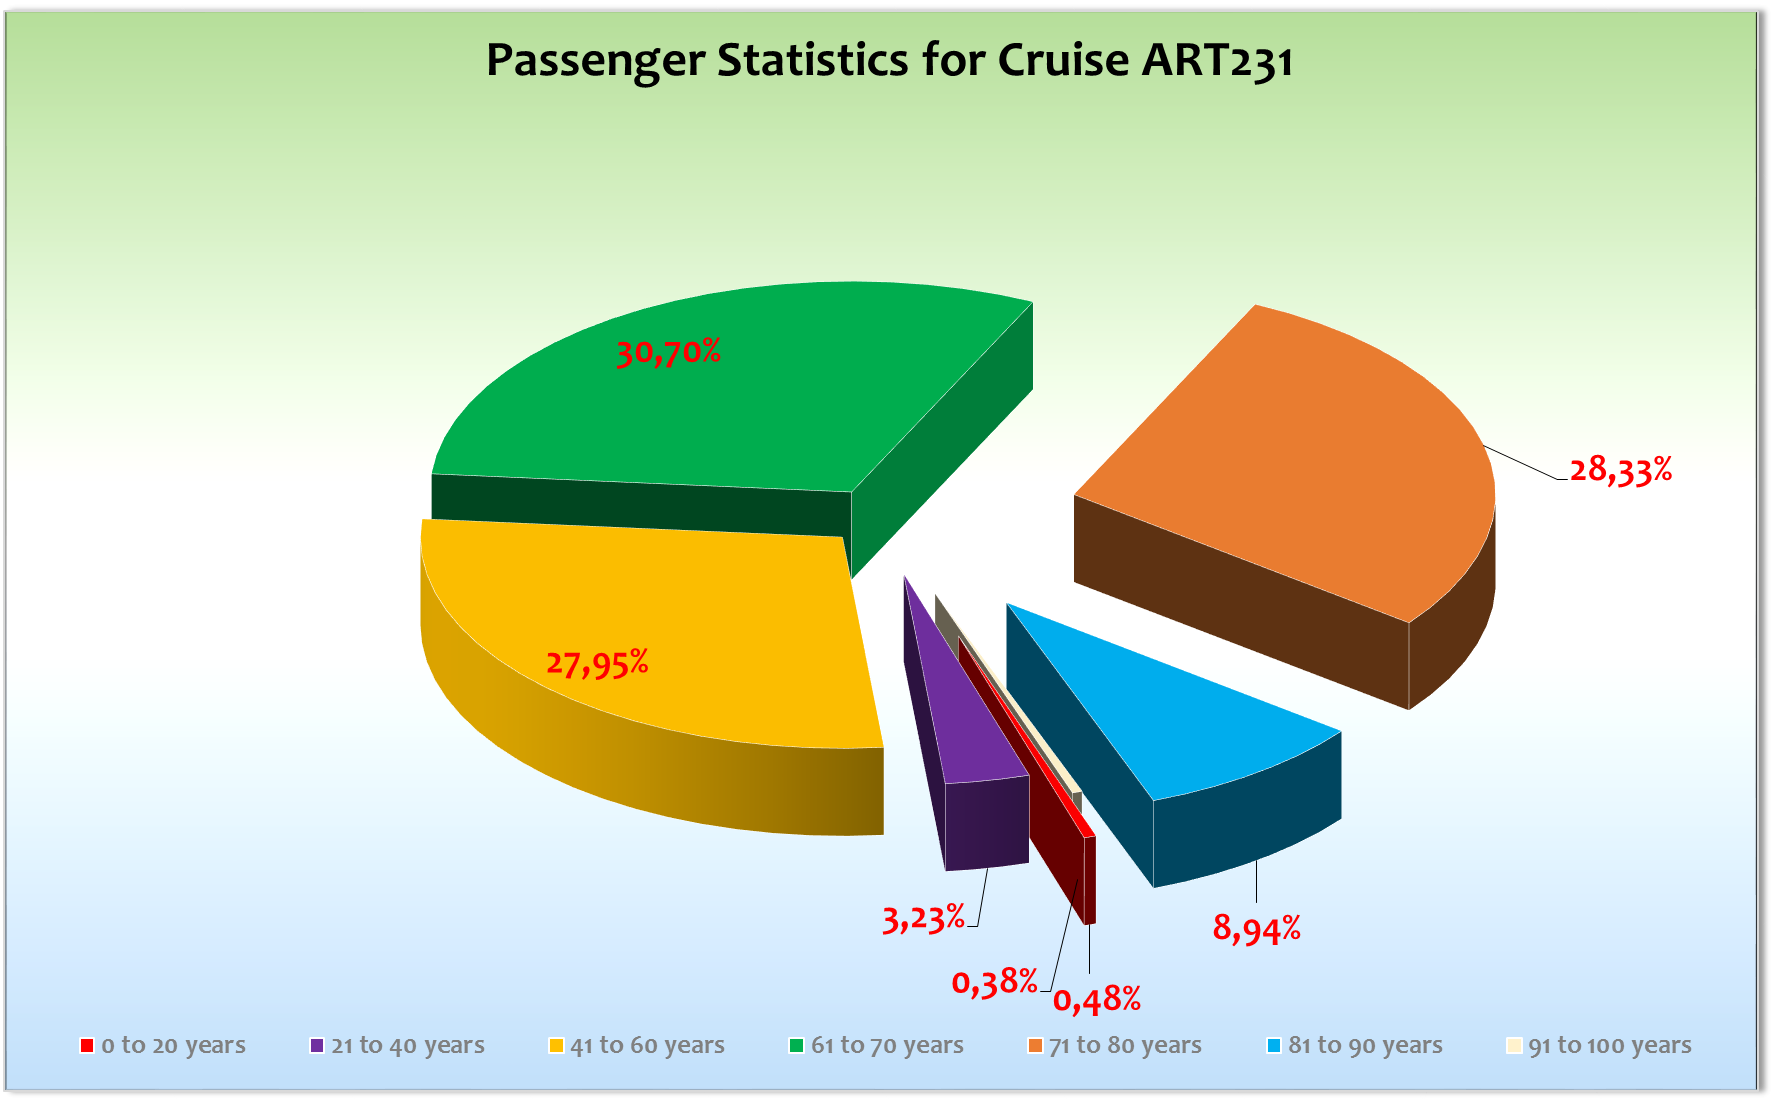 Passenger Statistics for Cruise ART231
30,70%
28,33%
27,95%
3,23%
8,94%
0,38%
0,48%
0 to 20 years
21 to 40 years
41 to 60 years
61 to 70 years
71 to 80 years
81 to 90 years
91 to 100 years